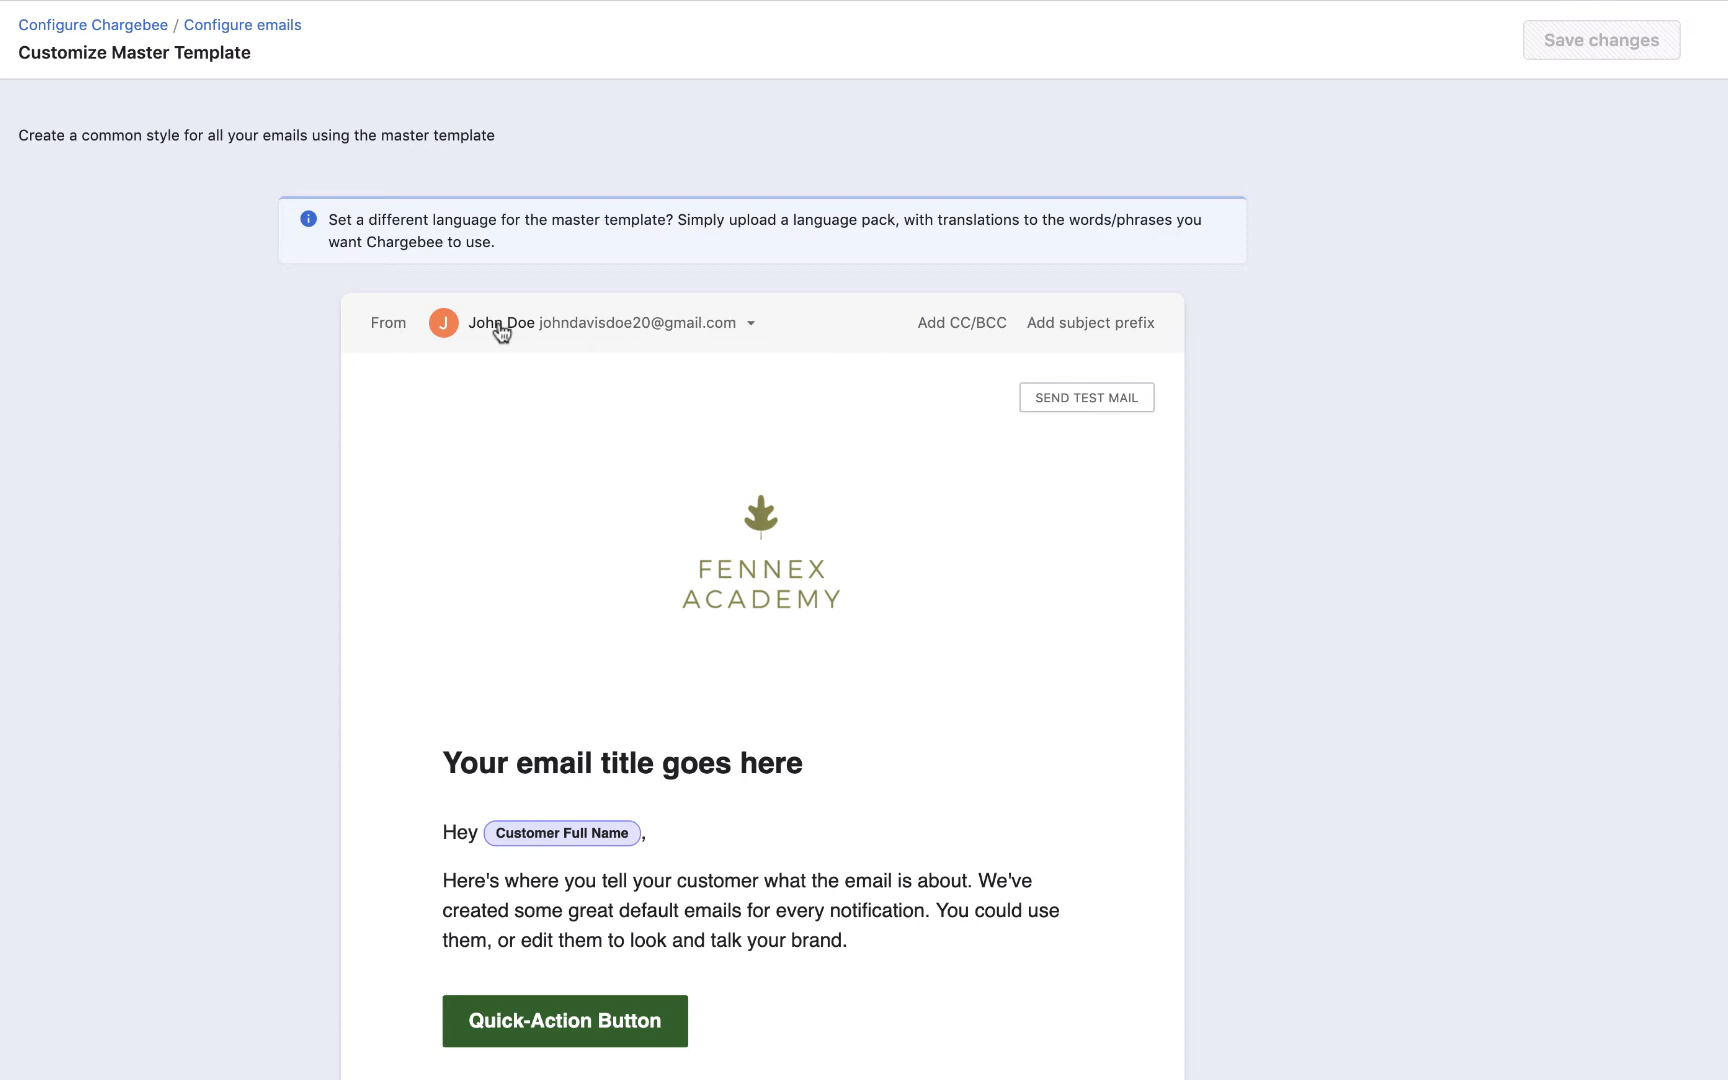 Configure Chargebee / Configure emails
Customize Master Template
Save changes
Create a common style for all your emails using the master template
Set a different language for the master template? Simply upload a language pack, with translations to the words/phrases you
want Chargebee to use.
From J John Doe johndavisdoe20@gmail.com Add CC/BCC Add subject prefix
SEND TEST MAIL
FENNEX
ACADEMY
Your email title goes here
Hey Customer Full Name,
Here's where you tell your customer what the email is about. We've
created some great default emails for every notification. You could use
them, or edit them to look and talk your brand.
Quick-Action Button